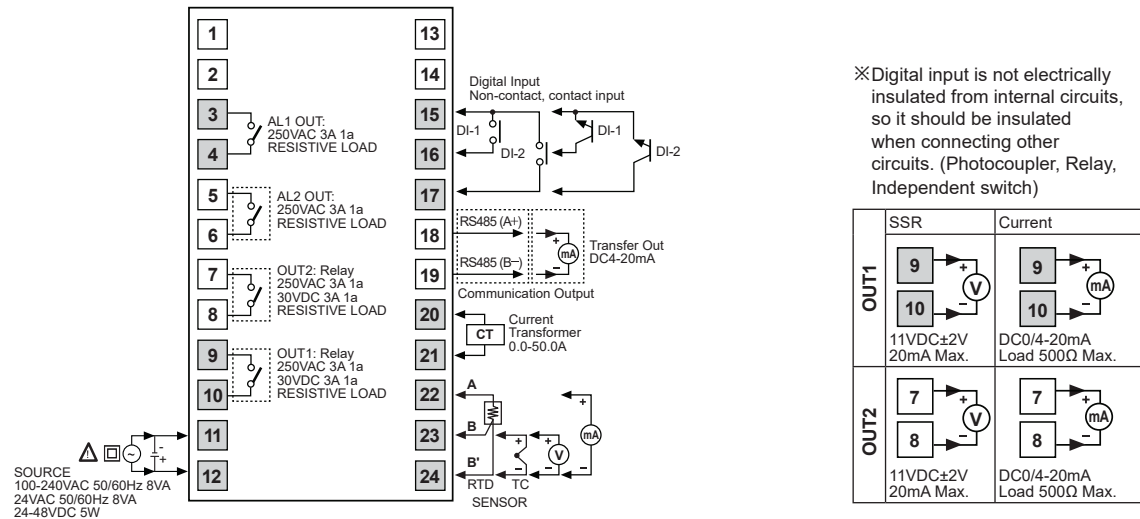 1
2
3
4
AL1 OUT:
250VAC 3A 1a
RESISTIVE LOAD
5
6
AL2 OUT:
250VAC 3A 1a
RESISTIVE LOAD
7
8
OUT2: Relay
250VAC 3A 1a
30VDC 3A 1a
RESISTIVE LOAD
9
10
OUT1: Relay
250VAC 3A 1a
30VDC 3A 1a
RESISTIVE LOAD
11
12
~
-
+
SOURCE
100-240VAC 50/60Hz 8VA
24VAC 50/60Hz 8VA
24-48VDC 5W
13
14
Digital Input
Non-contact, contact input
15
16
17
DI-1
DI-2
DI-1
DI-2
18
19
RS485 (A+)
RS485 (B−)
+
mA
−
Transfer Out
DC4-20mA
Communication Output
20
21
CT
Current
Transformer
0.0-50.0A
22
23
24
A
B
B'
RTD
+
−
TC
+
V
−
+
mA
−
SENSOR
※Digital input is not electrically
insulated from internal circuits,
so it should be insulated
when connecting other
circuits. (Photocoupler, Relay,
Independent switch)
SSR
Current
OUT1
9
10
+
V
−
11VDC±2V
20mA Max.
9
10
+
mA
−
DC0/4-20mA
Load 500Ω Max.
OUT2
7
8
+
V
−
11VDC±2V
20mA Max.
7
8
+
mA
−
DC0/4-20mA
Load 500Ω Max.